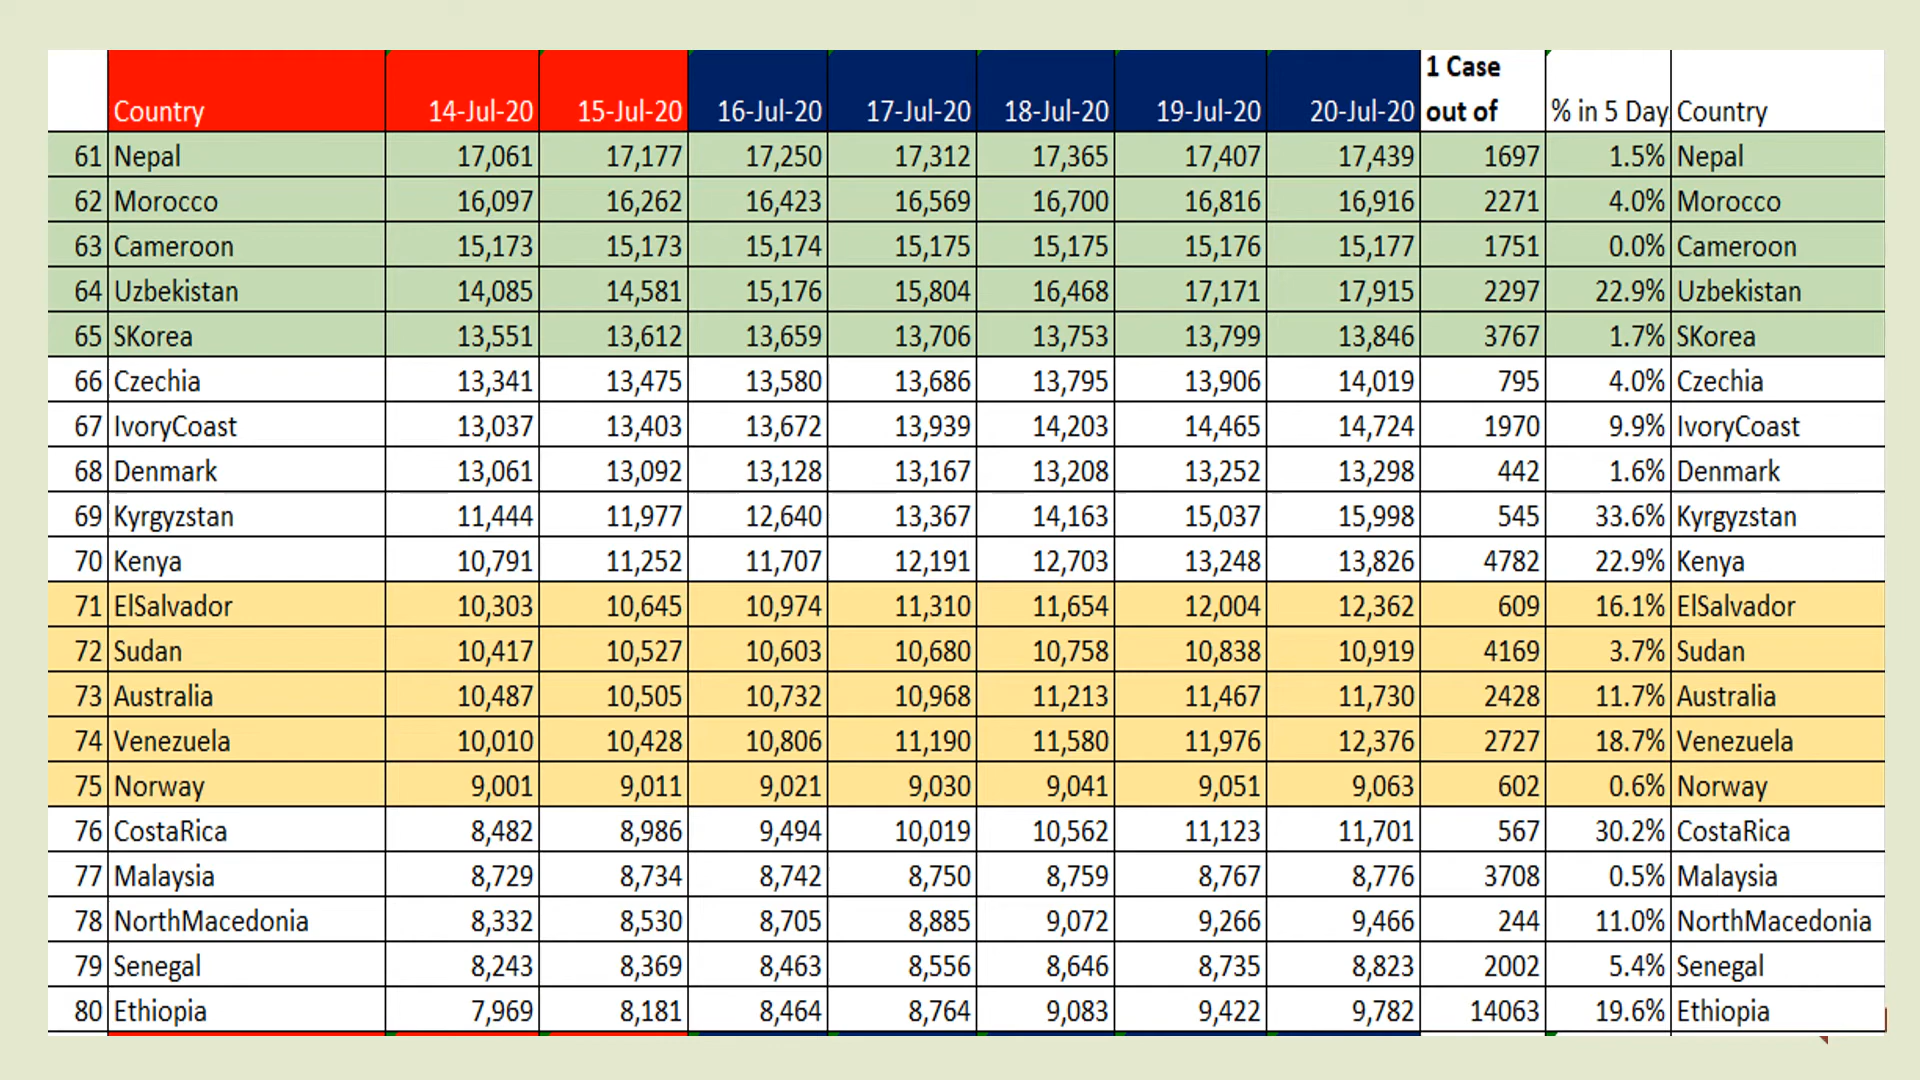 1 Case
Country 14-Jul-20 15-Jul-20 16-Jul-20 17-Jul-20 18-Jul-20 19-Jul-20 20-Jul-20 out of % in 5 Day Country
61 Nepal 17,061 17,177 17,250 17,312 17,365 17,407 17,439 1697 1.5% Nepal
62 Morocco 16,097 16,262 16,423 16,569 16,700 16,816 16,916 2271 4.0% Morocco
63 Cameroon 15,173 15,173 15,174 15,175 15,175 15,176 15,177 1751 0.0% Cameroon
64 Uzbekistan 14,085 14,581 15,176 15,804 16,468 17,171 17,915 2297 22.9% Uzbekistan
65 SKorea 13,551 13,612 13,659 13,706 13,753 13,799 13,846 3767 1.7% SKorea
66 Czechia 13,341 13,475 13,580 13,686 13,795 13,906 14,019 795 4.0% Czechia
67 IvoryCoast 13,037 13,403 13,672 13,939 14,203 14,465 14,724 1970 9.9% IvoryCoast
68 Denmark 13,061 13,092 13,128 13,167 13,208 13,252 13,298 442 1.6% Denmark
69 Kyrgyzstan 11,444 11,977 12,640 13,367 14,163 15,037 15,998 545 33.6% Kyrgyzstan
70 Kenya 10,791 11,252 11,707 12,191 12,703 13,248 13,826 4782 22.9% Kenya
71 ElSalvador 10,303 10,645 10,974 11,310 11,654 12,004 12,362 609 16.1% ElSalvador
72 Sudan 10,417 10,527 10,603 10,680 10,758 10,838 10,919 4169 3.7% Sudan
73 Australia 10,487 10,505 10,732 10,968 11,213 11,467 11,730 2428 11.7% Australia
74 Venezuela 10,010 10,428 10,806 11,190 11,580 11,976 12,376 2727 18.7% Venezuela
75 Norway 9,001 9,011 9,021 9,030 9,041 9,051 9,063 602 0.6% Norway
76 CostaRica 8,482 8,986 9,494 10,019 10,562 11,123 11,701 567 30.2% CostaRica
77 Malaysia 8,729 8,734 8,742 8,750 8,759 8,767 8,776 3708 0.5% Malaysia
78 NorthMacedonia 8,332 8,530 8,705 8,885 9,072 9,266 9,466 244 11.0% NorthMacedonia
79 Senegal 8,243 8,369 8,463 8,556 8,646 8,735 8,823 2002 5.4% Senegal
80 Ethiopia 7,969 8,181 8,464 8,764 9,083 9,422 9,782 14063 19.6% Ethiopia